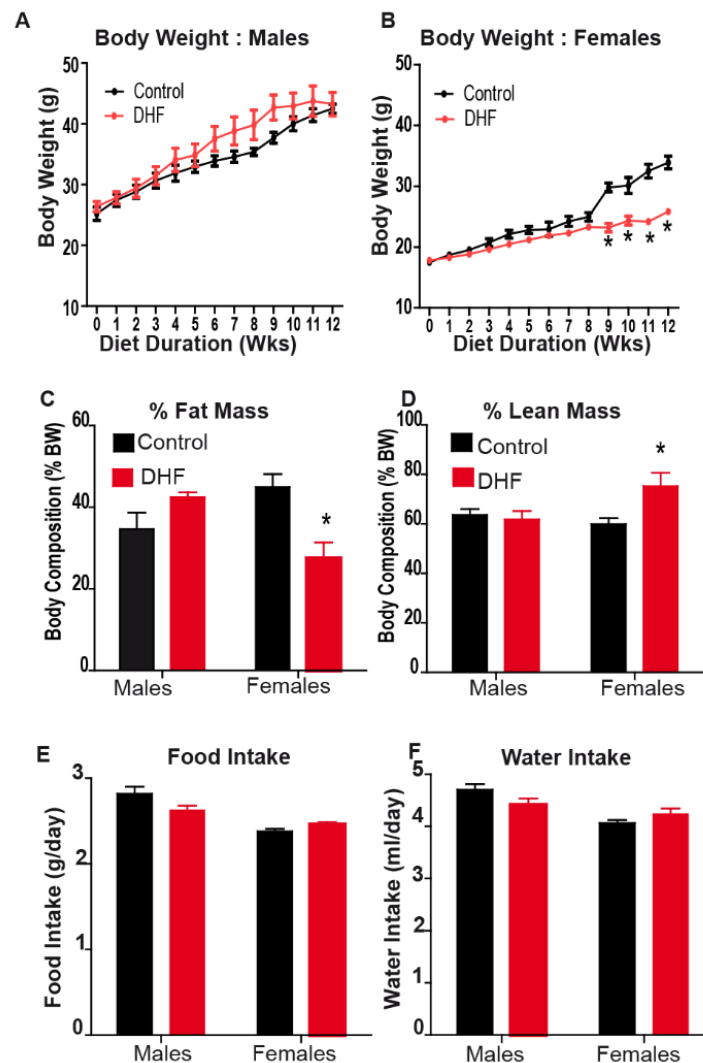 A
Body Weight : Males
Body Weight (g)
50
40
30
20
10
Control
DHF
0 1 2 3 4 5 6 7 8 9 10 11 12
Diet Duration (Wks)
B
Body Weight : Females
Body Weight (g)
50
40
30
20
10
Control
DHF
* * * *
0 1 2 3 4 5 6 7 8 9 10 11 12
Diet Duration (Wks)
C
% Fat Mass
Body Composition (% BW)
60
40
20
0
Control
DHF
*
Males Females
D
% Lean Mass
Body Composition (% BW)
100
80
60
40
20
0
Control
DHF
*
Males Females
E
Food Intake
Food Intake (g/day)
3
2
1
0
Males Females
F
Water Intake
Water Intake (ml/day)
5
4
3
2
1
0
Males Females